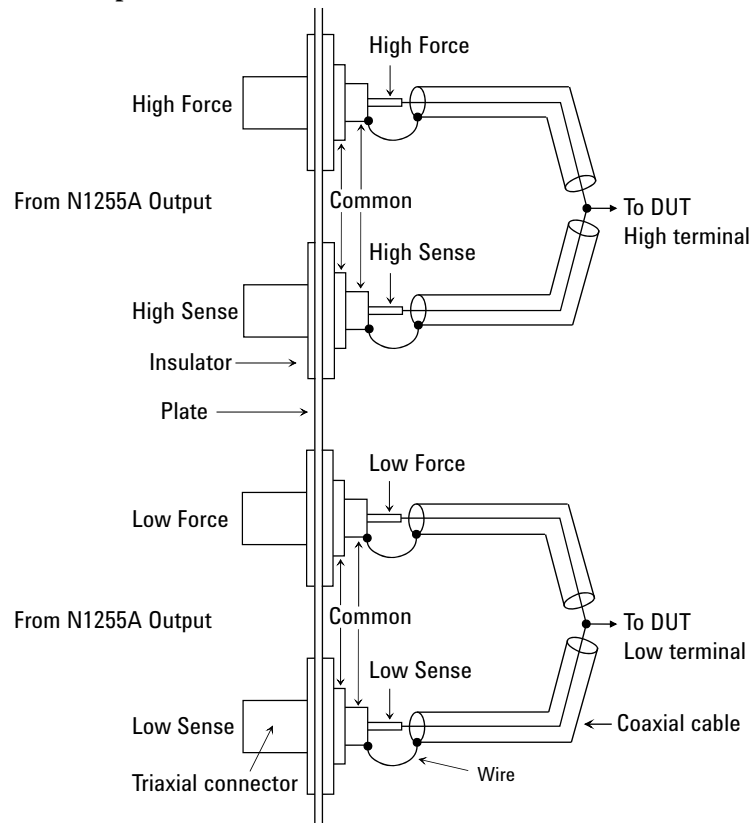 High Force
High Force
From N1255A Output
Common
To DUT
High terminal
High Sense
High Sense
Insulator
Plate
Low Force
Low Force
From N1255A Output
Common
To DUT
Low terminal
Low Sense
Low Sense
Coaxial cable
Triaxial connector
Wire